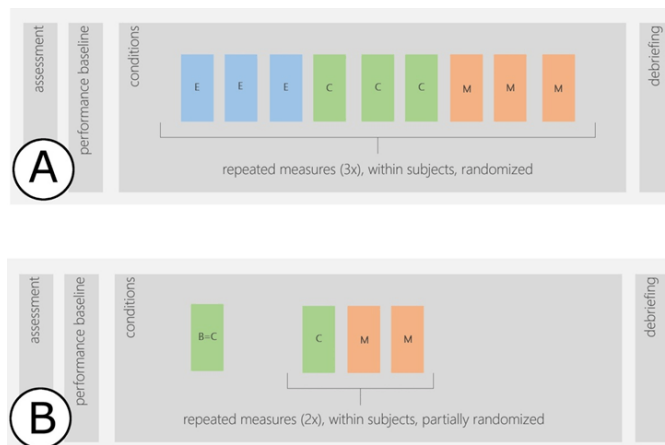 assessment
performance baseline
conditions
E E E C C C M M M
repeated measures (3x), within subjects, randomized
debriefing
A
assessment
performance baseline
conditions
B=C C M M
repeated measures (2x), within subjects, partially randomized
debriefing
B